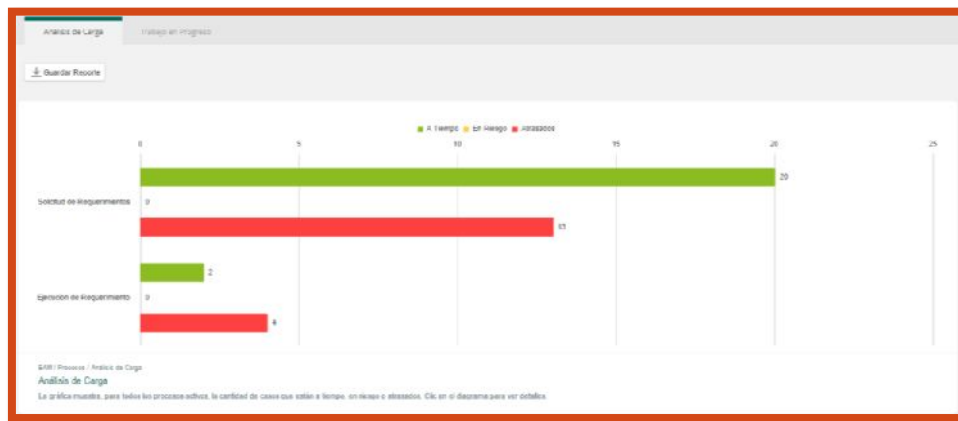 Análisis de Carga
Trabajo en Progreso
Guardar Reporte
A Tiempo En Riesgo Atrasados
0 5 10 15 20 25
20
Solicitud de Requerimientos 0
13
2
Ejecución de Requerimiento 0
4
BAM / Procesos / Análisis de Carga
Análisis de Carga
La gráfica muestra, para todos los procesos activos, la cantidad de casos que están a tiempo, en riesgo o atrasados. Clic en el diagrama para ver detalles.